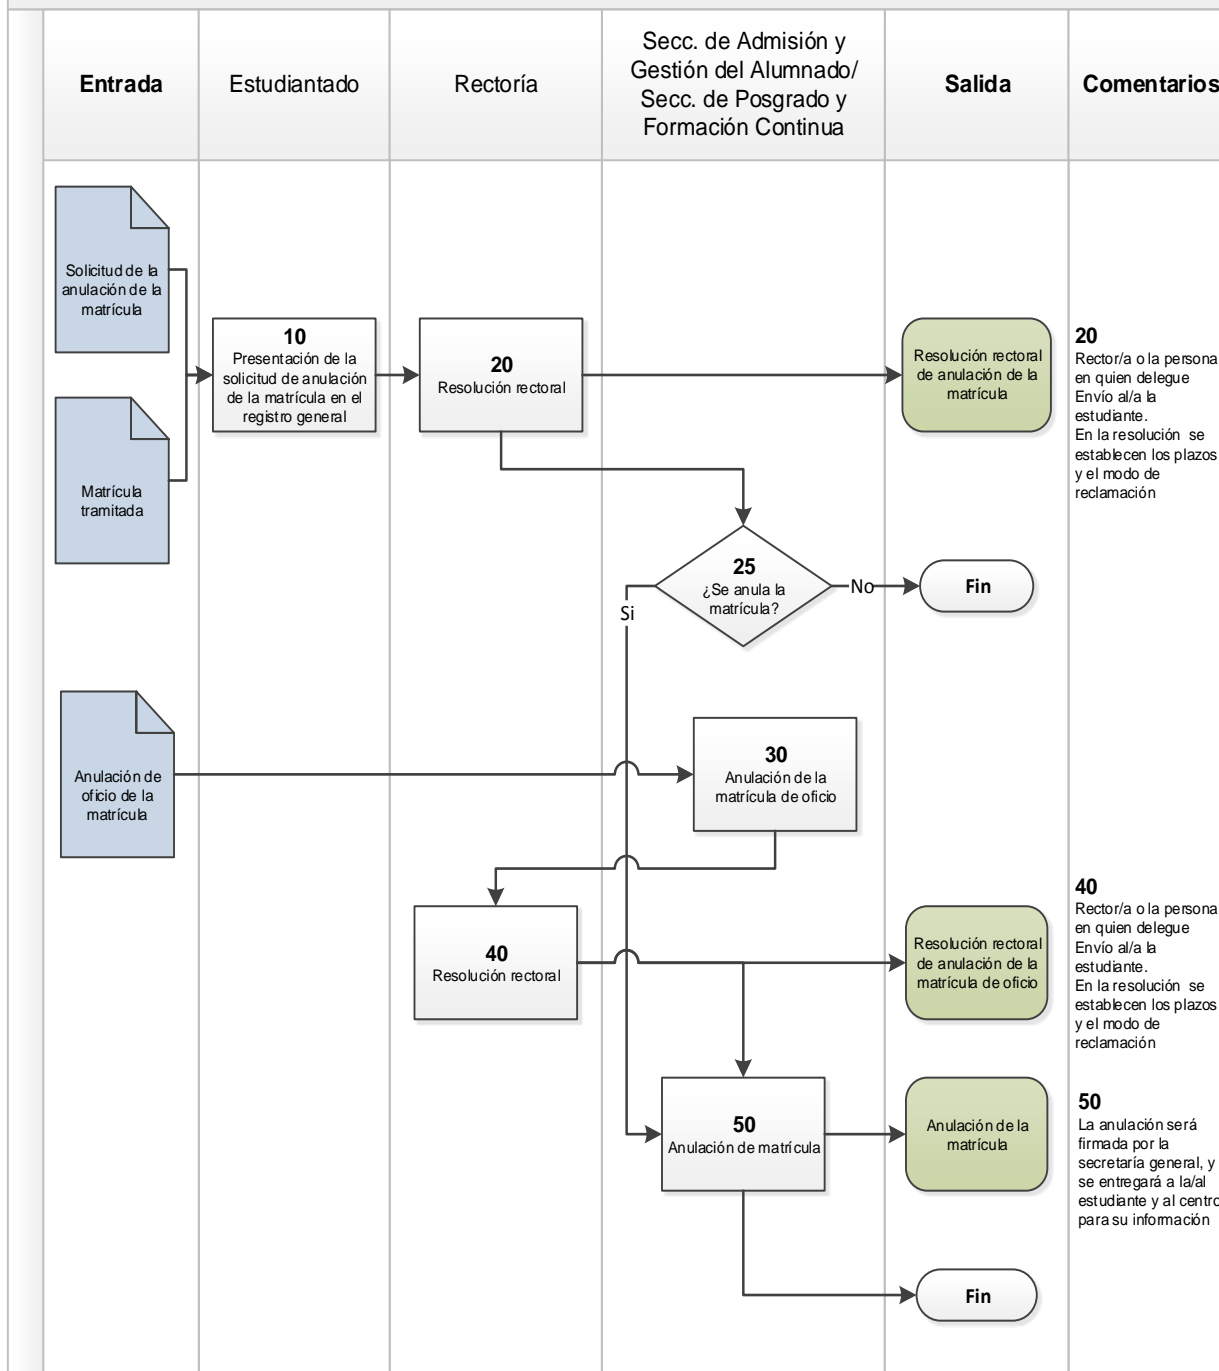 Entrada
Estudiantado
Rectoría
Secc. de Admisión y
Gestión del Alumnado/
Secc. de Posgrado y
Formación Continua
Salida
Comentarios
Solicitud de la
anulación de la
matrícula
Matrícula
tramitada
10
Presentación de la
solicitud de anulación
de la matrícula en el
registro general
20
Resolución rectoral
Resolución rectoral
de anulación de la
matrícula
20
Rector/a o la persona
en quien delegue
Envío al/a la
estudiante.
En la resolución se
establecen los plazos
y el modo de
reclamación
25
¿Se anula la
matrícula?
No
Fin
Si
Anulación de
oficio de la
matrícula
30
Anulación de la
matrícula de oficio
40
Resolución rectoral
Resolución rectoral
de anulación de la
matrícula de oficio
40
Rector/a o la persona
en quien delegue
Envío al/a la
estudiante.
En la resolución se
establecen los plazos
y el modo de
reclamación
50
Anulación de matrícula
Anulación de la
matrícula
50
La anulación será
firmada por la
secretaría general, y
se entregará a la/al
estudiante y al centro
para su información
Fin